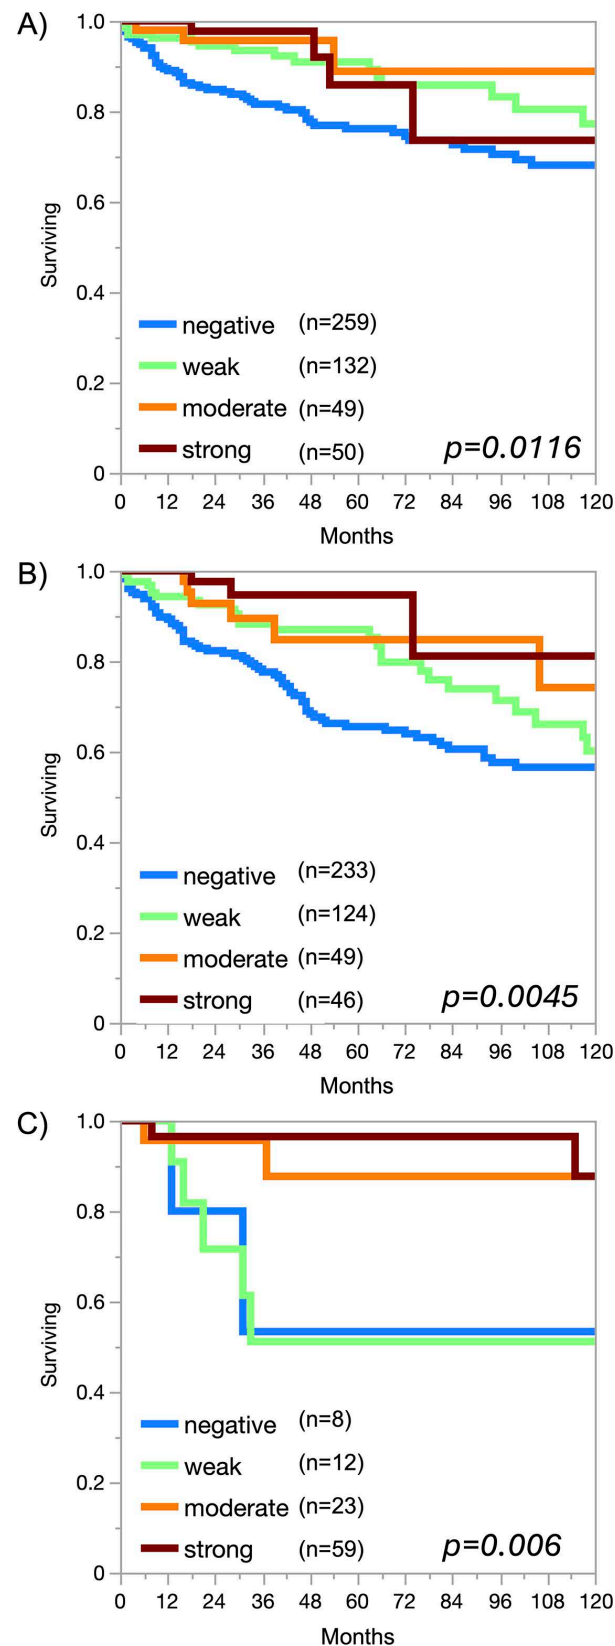 A)
1.0
0.8
0.6
0.4
0.2
0
Surviving
negative (n=259)
weak (n=132)
moderate (n=49)
strong (n=50)
p=0.0116
0 12 24 36 48 60 72 84 96 108 120
Months
B)
1.0
0.8
0.6
0.4
0.2
0
Surviving
negative (n=233)
weak (n=124)
moderate (n=49)
strong (n=46)
p=0.0045
0 12 24 36 48 60 72 84 96 108 120
Months
C)
1.0
0.8
0.6
0.4
0.2
0
Surviving
negative (n=8)
weak (n=12)
moderate (n=23)
strong (n=59)
p=0.006
0 12 24 36 48 60 72 84 96 108 120
Months